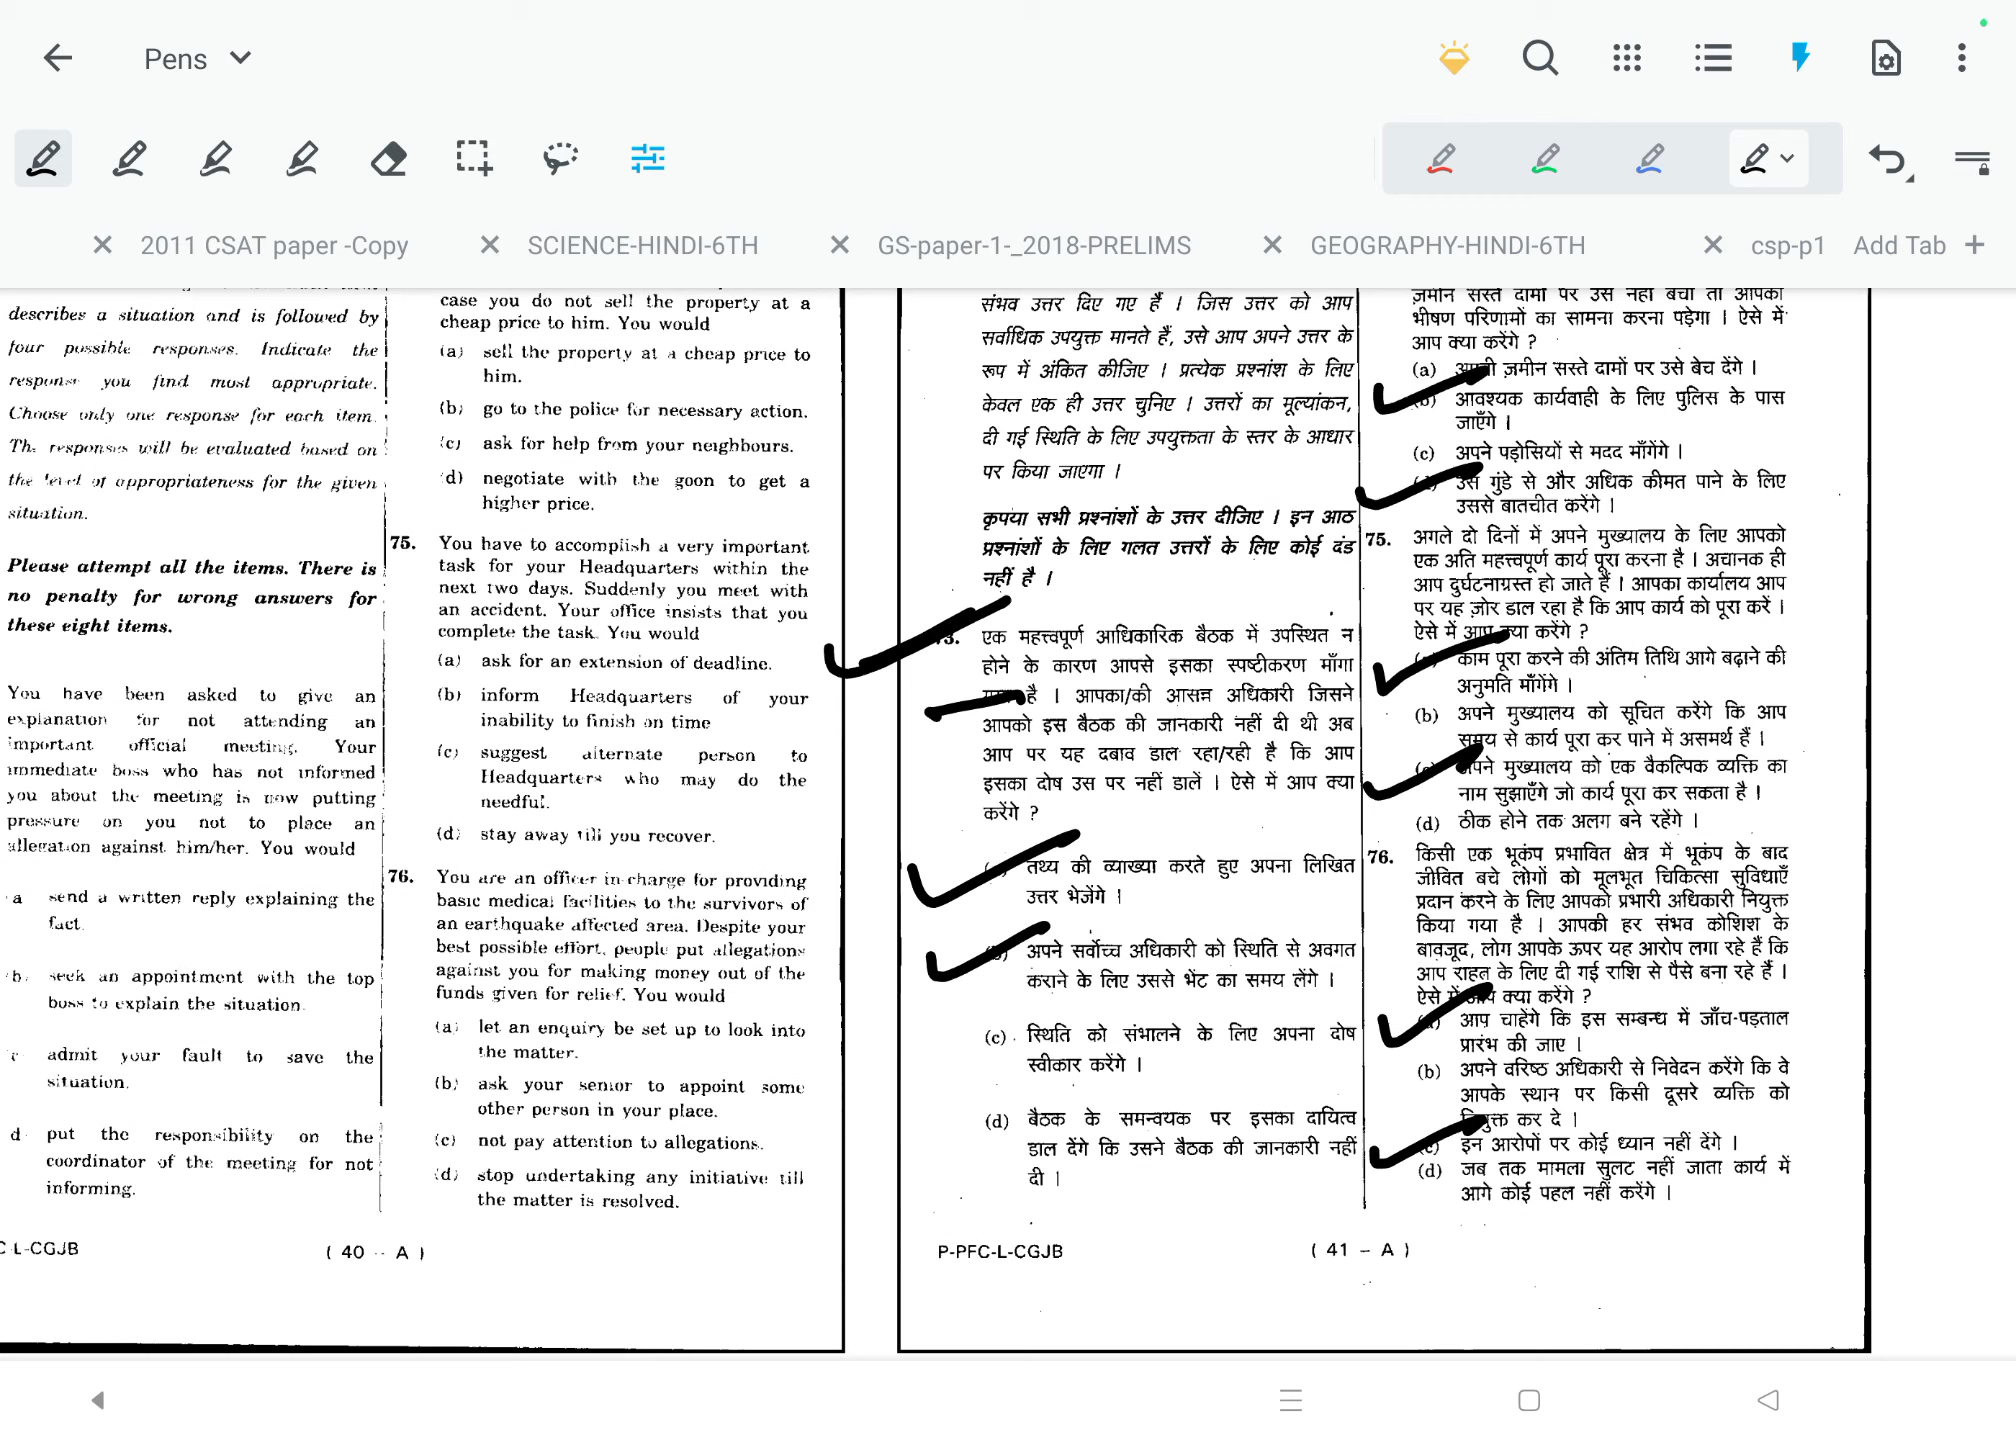 Pens
2011 CSAT paper -Copy
SCIENCE-HINDI-6TH
GS-paper-1-_2018-PRELIMS
GEOGRAPHY-HINDI-6TH
csp-p1
Add Tab
describes a situation and is followed by
four possible responses. Indicate the
response you find most appropriate.
Choose only one response for each item.
The responses will be evaluated based on
the level of appropriateness for the given
situation.
Please attempt all the items. There is
no penalty for wrong answers for
these eight items.
You have been asked to give an
explanation for not attending an
important official meeting. Your
immediate boss who has not informed
you about the meeting is now putting
pressure on you not to place an
allegation against him/her. You would
a send a written reply explaining the
fact.
b. seek an appointment with the top
boss to explain the situation.
c admit your fault to save the
situation.
d put the responsibility on the
coordinator of the meeting for not
informing.
case you do not sell the property at a
cheap price to him. You would
(a) sell the property at a cheap price to
him.
(b) go to the police for necessary action.
(c) ask for help from your neighbours.
(d) negotiate with the goon to get a
higher price.
75. You have to accomplish a very important
task for your Headquarters within the
next two days. Suddenly you meet with
an accident. Your office insists that you
complete the task. You would
(a) ask for an extension of deadline.
(b) inform Headquarters of your
inability to finish on time
(c) suggest alternate person to
Headquarters who may do the
needful.
(d) stay away till you recover.
76. You are an officer in-charge for providing
basic medical facilities to the survivors of
an earthquake affected area. Despite your
best possible effort, people put allegations
against you for making money out of the
funds given for relief. You would
(a) let an enquiry be set up to look into
the matter.
(b) ask your senior to appoint some
other person in your place.
(c) not pay attention to allegations.
(d) stop undertaking any initiative till
the matter is resolved.
C-L-CGJB
( 40 - A )
संभव उत्तर दिए गए हैं । जिस उत्तर को आप
सर्वाधिक उपयुक्त मानते हैं, उसे आप अपने उत्तर के
रूप में अंकित कीजिए । प्रत्येक प्रश्नांश के लिए
केवल एक ही उत्तर चुनिए । उत्तरों का मूल्यांकन,
दी गई स्थिति के लिए उपयुक्तता के स्तर के आधार
पर किया जाएगा ।
कृपया सभी प्रश्नांशों के उत्तर दीजिए । इन आठ
प्रश्नांशों के लिए गलत उत्तरों के लिए कोई दंड
नहीं है ।
73. एक महत्त्वपूर्ण आधिकारिक बैठक में उपस्थित न
होने के कारण आपसे इसका स्पष्टीकरण माँगा
गया है । आपका/की आसन्न अधिकारी जिसने
आपको इस बैठक की जानकारी नहीं दी थी अब
आप पर यह दबाव डाल रहा/रही है कि आप
इसका दोष उस पर नहीं डालें । ऐसे में आप क्या
करेंगे ?
तथ्य की व्याख्या करते हुए अपना लिखित
उत्तर भेजेंगे ।
अपने सर्वोच्च अधिकारी को स्थिति से अवगत
कराने के लिए उससे भेंट का समय लेंगे ।
(c) स्थिति को संभालने के लिए अपना दोष
स्वीकार करेंगे ।
(d) बैठक के समन्वयक पर इसका दायित्व
डाल देंगे कि उसने बैठक की जानकारी नहीं
दी ।
P-PFC-L-CGJB
( 41 - A )
ज़मीन सस्ते दामों पर उसे नहीं बेची तो आपको
भीषण परिणामों का सामना करना पड़ेगा । ऐसे में
आप क्या करेंगे ?
(a) अपनी ज़मीन सस्ते दामों पर उसे बेच देंगे ।
(b) आवश्यक कार्यवाही के लिए पुलिस के पास
जाएँगे ।
(c) अपने पड़ोसियों से मदद माँगेंगे ।
उस गुंडे से और अधिक कीमत पाने के लिए
उससे बातचीत करेंगे ।
75. अगले दो दिनों में अपने मुख्यालय के लिए आपको
एक अति महत्त्वपूर्ण कार्य पूरा करना है । अचानक ही
आप दुर्घटनाग्रस्त हो जाते हैं । आपका कार्यालय आप
पर यह ज़ोर डाल रहा है कि आप कार्य को पूरा करें ।
ऐसे में आप क्या करेंगे ?
काम पूरा करने की अंतिम तिथि आगे बढ़ाने की
अनुमति माँगेंगे ।
(b) अपने मुख्यालय को सूचित करेंगे कि आप
समय से कार्य पूरा कर पाने में असमर्थ हैं ।
अपने मुख्यालय को एक वैकल्पिक व्यक्ति का
नाम सुझाएँगे जो कार्य पूरा कर सकता है ।
(d) ठीक होने तक अलग बने रहेंगे ।
76. किसी एक भूकंप प्रभावित क्षेत्र में भूकंप के बाद
जीवित बचे लोगों को मूलभूत चिकित्सा सुविधाएँ
प्रदान करने के लिए आपको प्रभारी अधिकारी नियुक्त
किया गया है । आपकी हर संभव कोशिश के
बावजूद, लोग आपके ऊपर यह आरोप लगा रहे हैं कि
आप राहत के लिए दी गई राशि से पैसे बना रहे हैं ।
ऐसे में आप क्या करेंगे ?
आप चाहेंगे कि इस सम्बन्ध में जाँच-पड़ताल
प्रारंभ की जाए ।
(b) अपने वरिष्ठ अधिकारी से निवेदन करेंगे कि वे
आपके स्थान पर किसी दूसरे व्यक्ति को
नियुक्त कर दे ।
(c) इन आरोपों पर कोई ध्यान नहीं देंगे ।
(d) जब तक मामला सुलट नहीं जाता कार्य में
आगे कोई पहल नहीं करेंगे ।